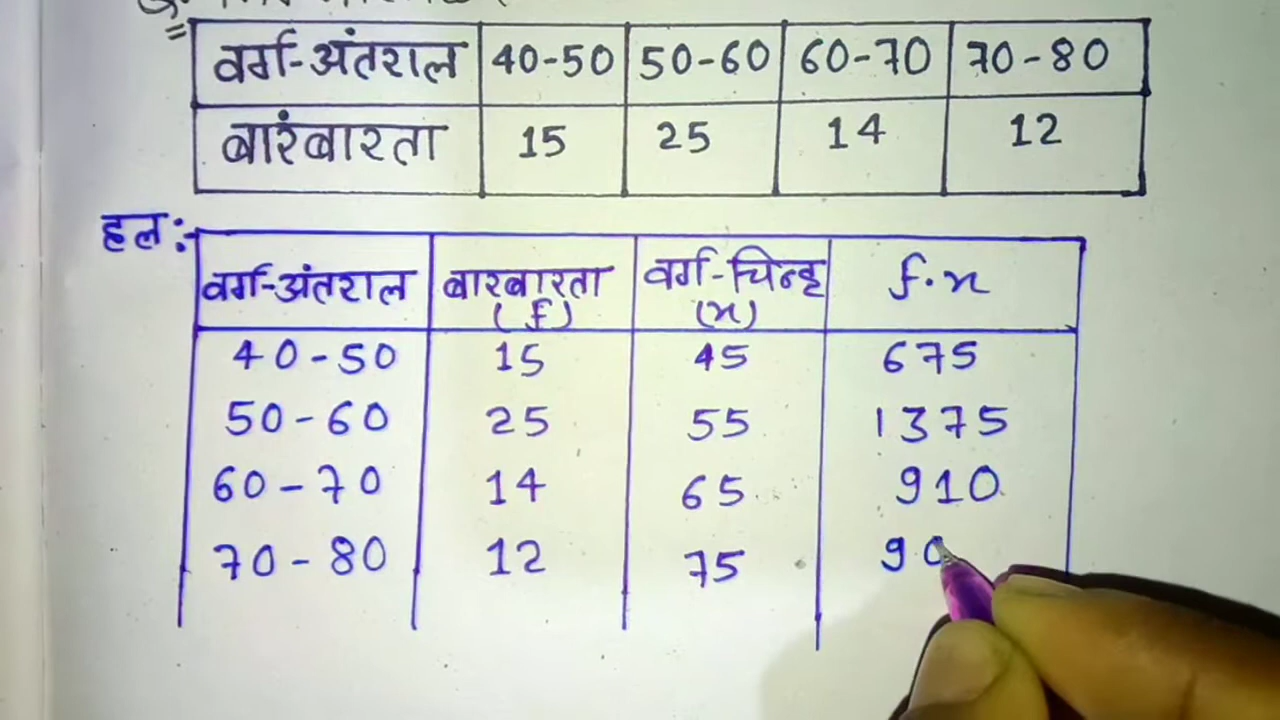 वर्ग-अंतराल 40-50 50-60 60-70 70-80
बारंबारता 15 25 14 12
हल:-
वर्ग-अंतराल बारबारता (f) वर्ग-चिन्ह (x) f.x
40-50 15 45 675
50-60 25 55 1375
60-70 14 65 910
70-80 12 75 90